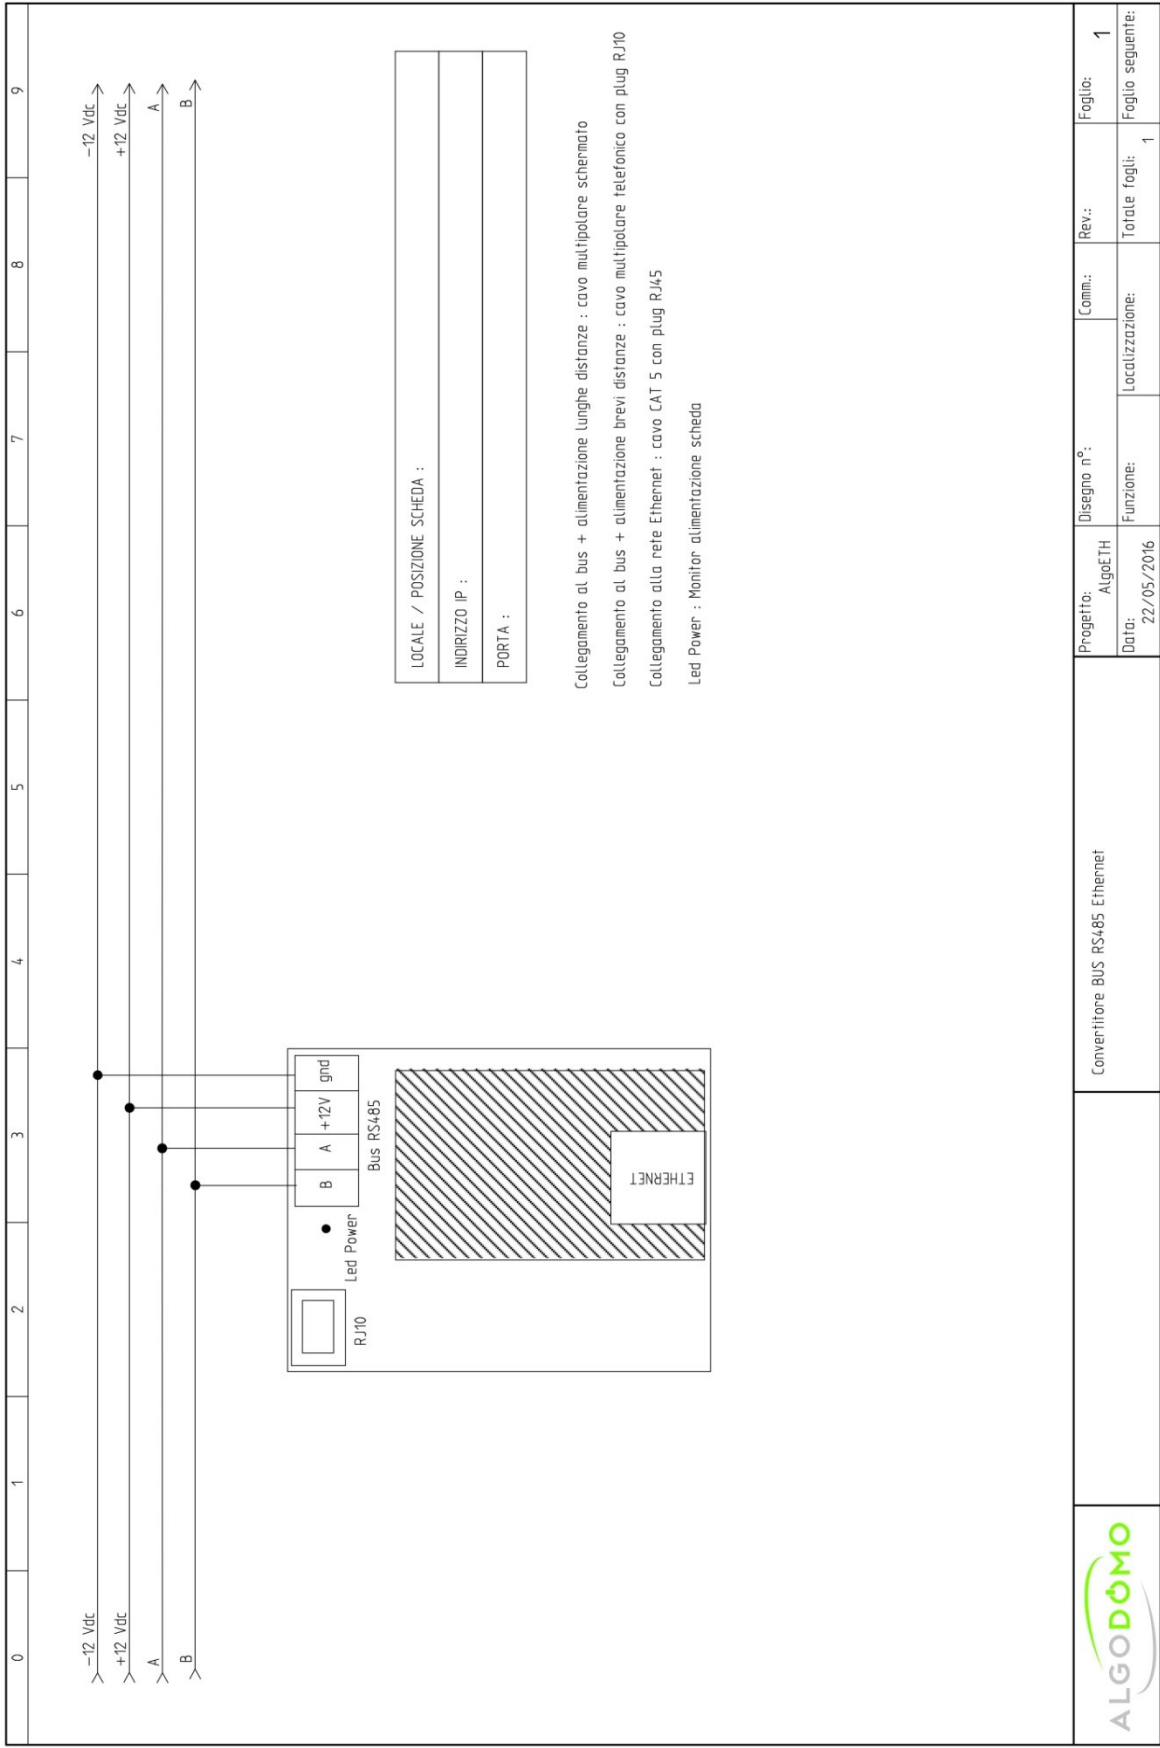 0 1 2 3 4 5 6 7 8 9
-12 Vdc -12 Vdc
+12 Vdc +12 Vdc
A A
B B
B A +12V gnd
Bus RS485
Led Power
RJ10
ETHERNET
LOCALE / POSIZIONE SCHEDA :
INDIRIZZO IP :
PORTA :
Collegamento al bus + alimentazione lunghe distanze : cavo multipolare schermato
Collegamento al bus + alimentazione brevi distanze : cavo multipolare telefonico con plug RJ10
Collegamento alla rete Ethernet : cavo CAT 5 con plug RJ45
Led Power : Monitor alimentazione scheda
ALGODOMO
Convertitore BUS RS485 Ethernet
Progetto: AlgoETH
Disegno n°:
Comm.:
Rev.:
Foglio: 1
Data: 22/05/2016
Funzione:
Localizzazione:
Totale fogli: 1
Foglio seguente: